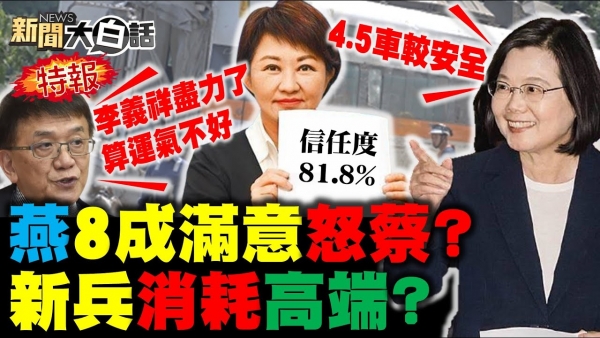 NEWS
新聞大白話
特報
李義祥盡力了
算運氣不好
4.5車較安全
信任度
81.8%
燕8成滿意怒蔡?
新兵消耗高端?